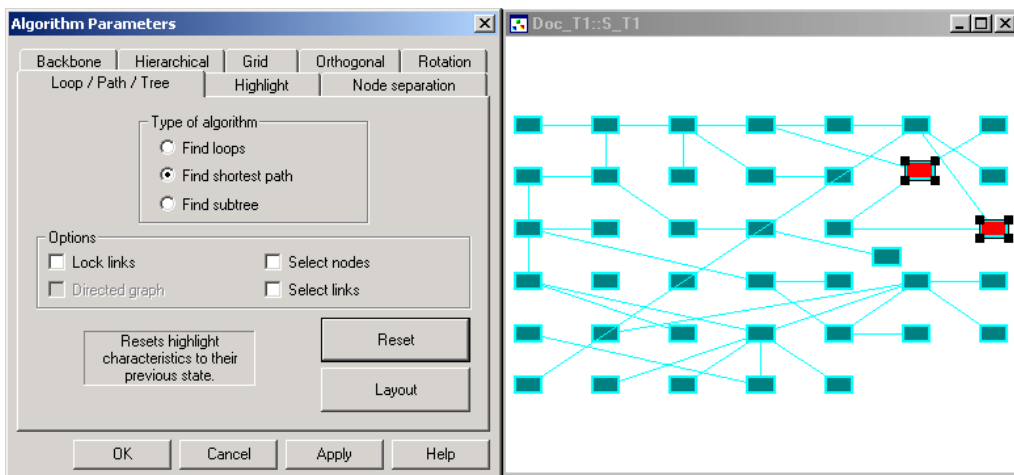 Algorithm Parameters
Doc_T1::S_T1
Backbone Hierarchical Grid Orthogonal Rotation
Loop / Path / Tree Highlight Node separation
Type of algorithm
Find loops
Find shortest path
Find subtree
Options
Lock links Select nodes
Directed graph Select links
Resets highlight
characteristics to their
previous state.
Reset
Layout
OK Cancel Apply Help